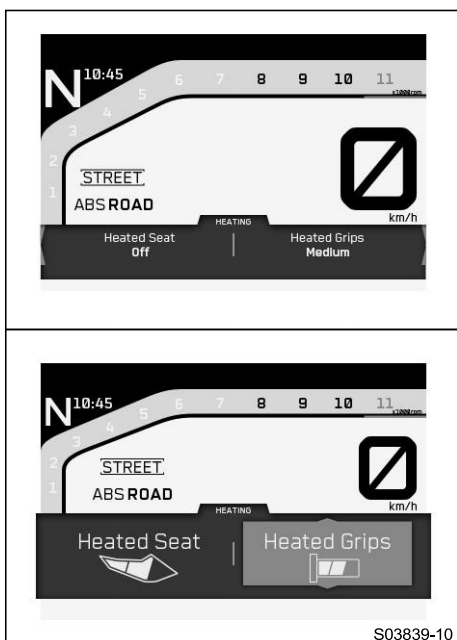 N 10:45
1 2 3 4 5 6 7 8 9 10 11
x1000rpm
STREET
ABS ROAD
0
km/h
HEATING
Heated Seat Heated Grips
Off Medium
N 10:45
1 2 3 4 5 6 7 8 9 10 11
x1000rpm
STREET
ABS ROAD
0
km/h
HEATING
Heated Seat Heated Grips
S03839-10